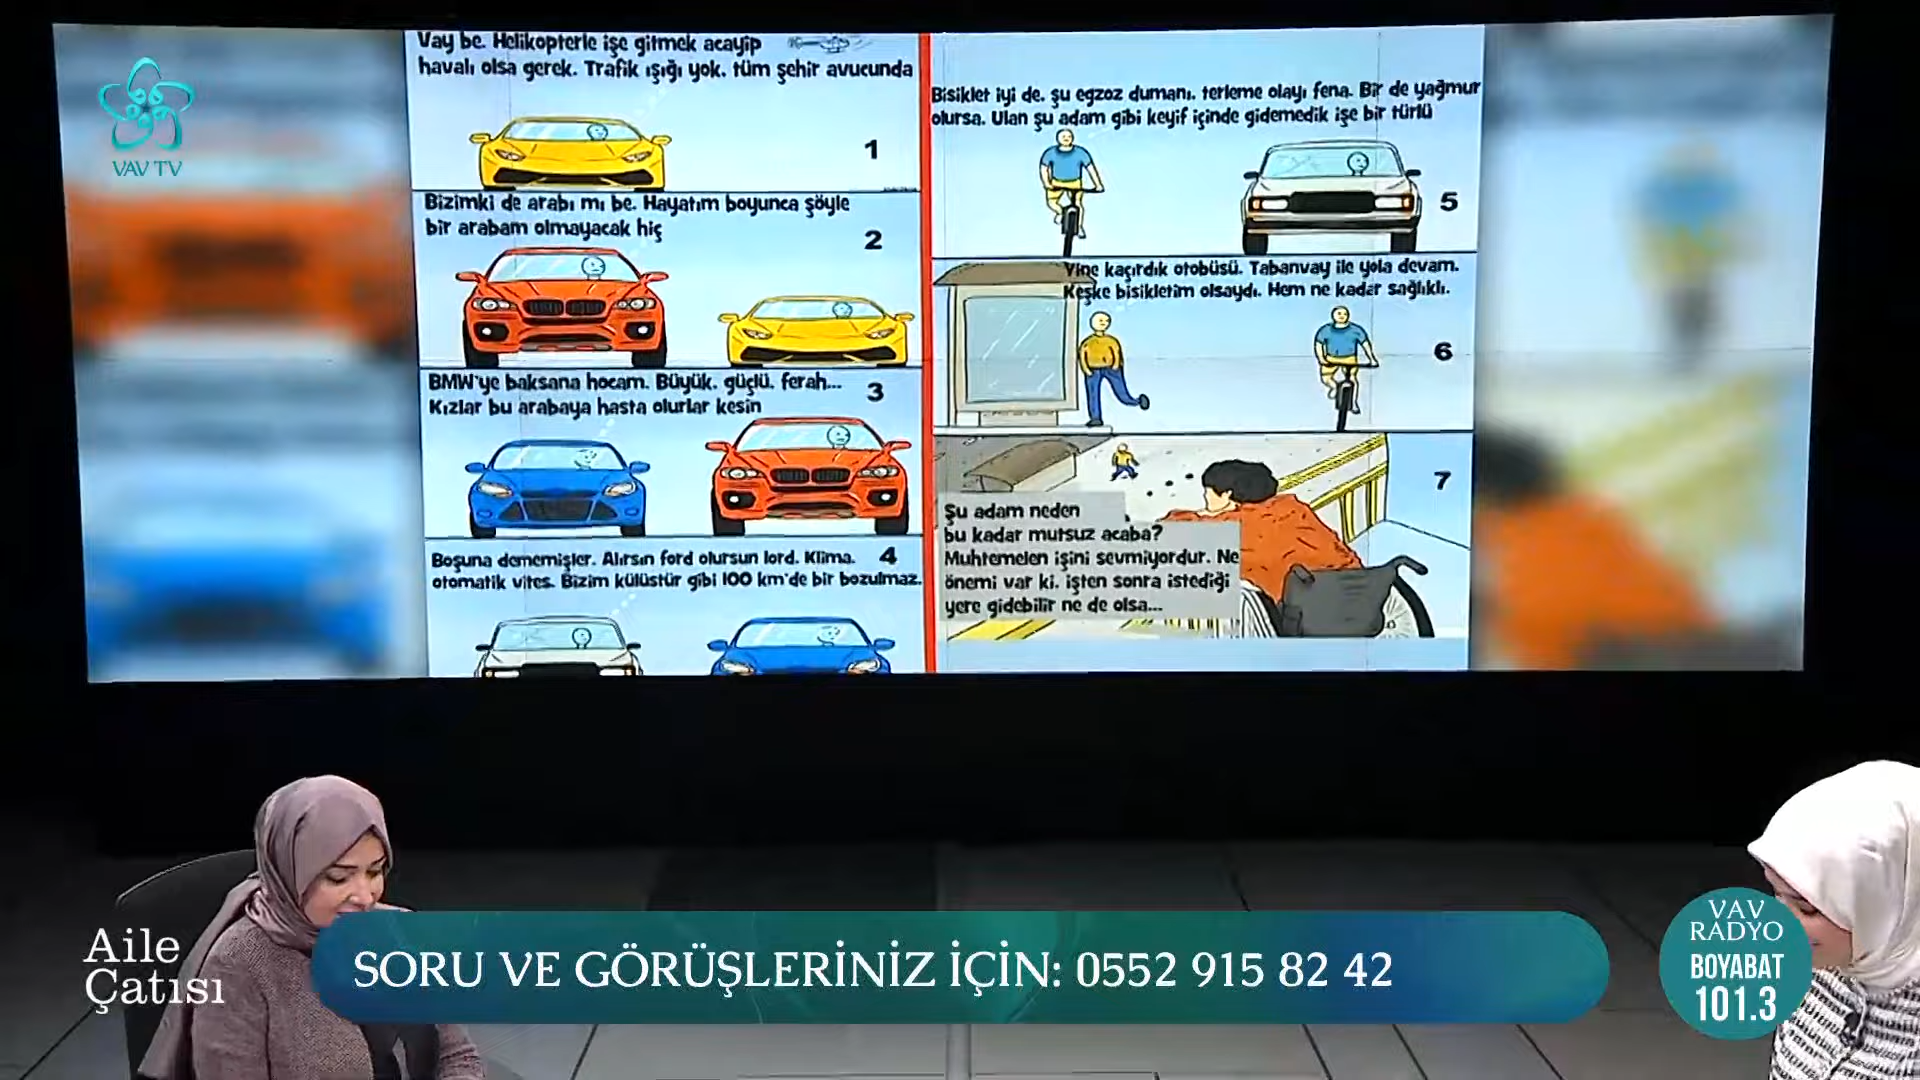 VAV TV
Vay be. Helikopterle işe gitmek acayip
havalı olsa gerek. Trafik ışığı yok, tüm şehir avucunda
1
Bizimki de arabı mı be. Hayatım boyunca şöyle
bir arabam olmayacak hiç
2
BMW'ye baksana hocam. Büyük, güçlü, ferah...
Kızlar bu arabaya hasta olurlar kesin
3
Boşuna dememişler. Alırsın ford olursun lord. Klima,
otomatik vites. Bizim külüstür gibi 100 km'de bir bozulmaz.
4
Bisiklet iyi de, şu egzoz dumanı, terleme olayı fena. Bir de yağmur
olursa. Ulan şu adam gibi keyif içinde gidemedik işe bir türlü
5
Yine kaçırdık otobüsü. Tabanvay ile yola devam.
Keşke bisikletim olsaydı. Hem ne kadar sağlıklı.
6
7
Şu adam neden
bu kadar mutsuz acaba?
Muhtemelen işini sevmiyordur. Ne
önemi var ki, işten sonra istediği
yere gidebilir ne de olsa...
Aile
Çatısı
SORU VE GÖRÜŞLERİNİZ İÇİN: 0552 915 82 42
VAV
RADYO
BOYABAT
101.3